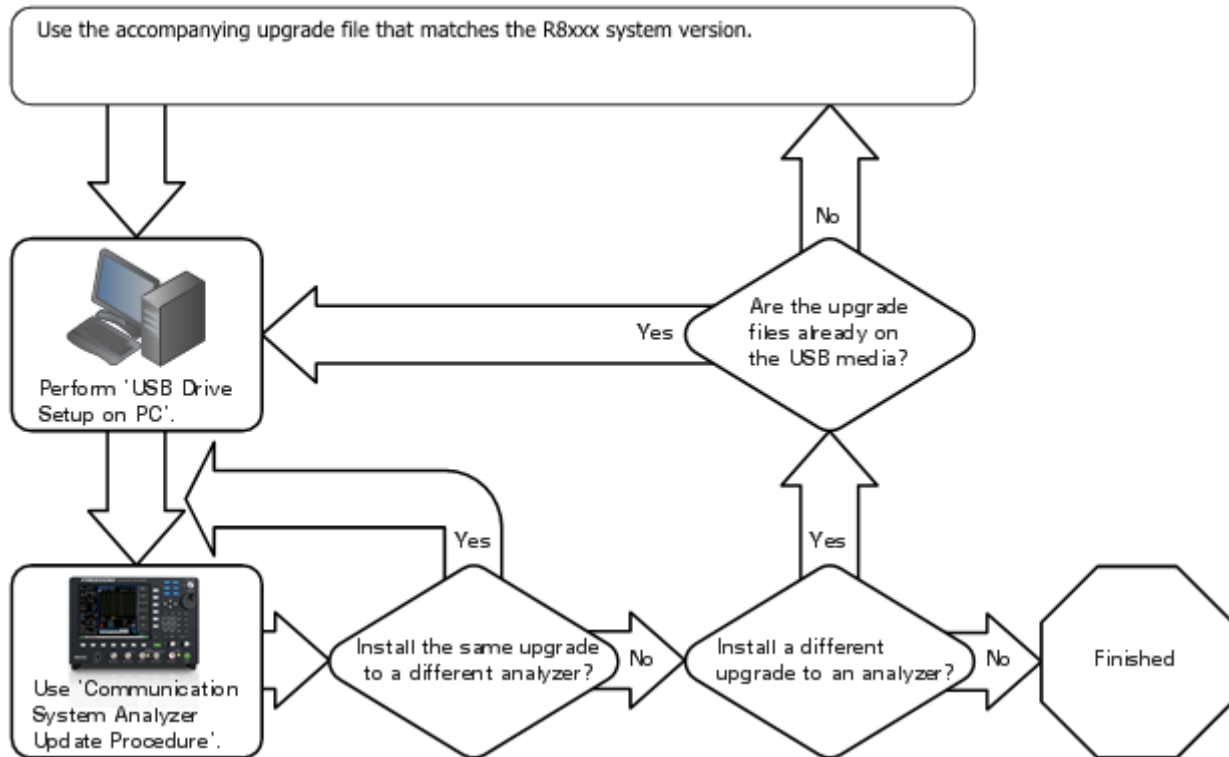 Use the accompanying upgrade file that matches the R8xxx system version.
No
Are the upgrade
files already on
the USB media?
Yes
Perform 'USB Drive
Setup on PC'.
Yes
Yes
Install the same upgrade
to a different analyzer?
No
Install a different
upgrade to an analyzer?
No
Finished
Use 'Communication
System Analyzer
Update Procedure'.